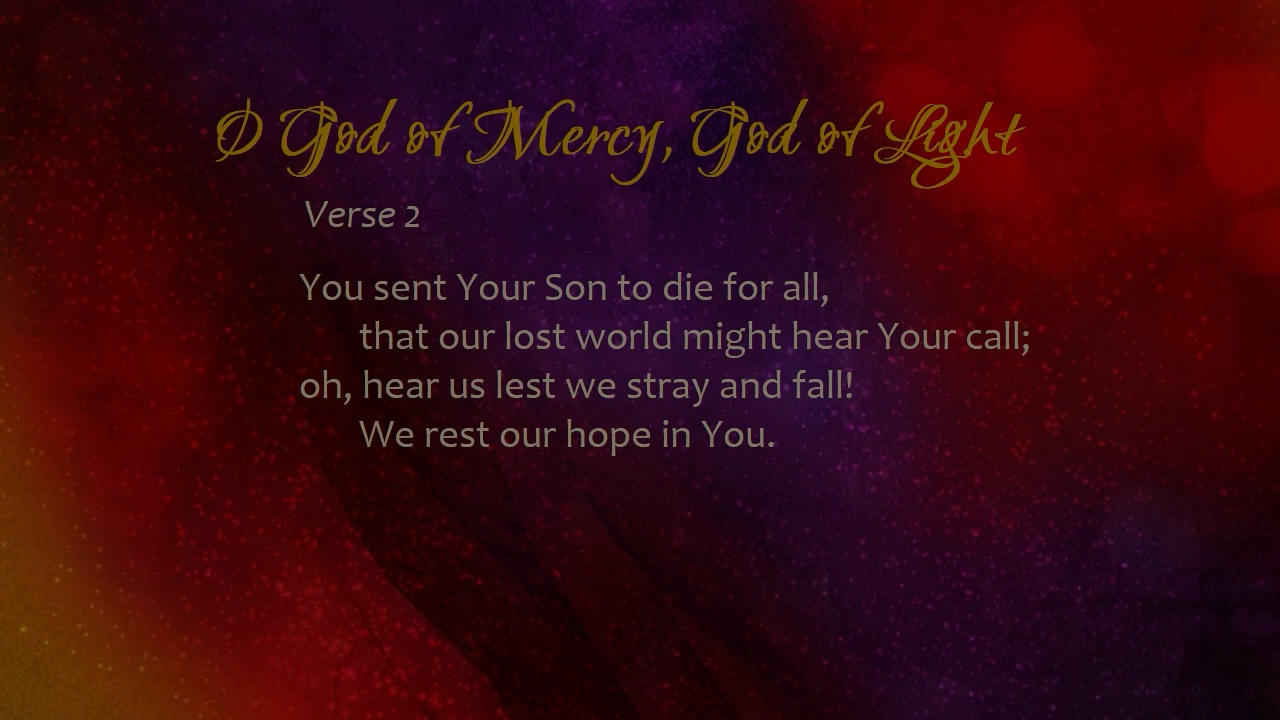 O God of Mercy, God of Light
Verse 2
You sent Your Son to die for all,
that our lost world might hear Your call;
oh, hear us lest we stray and fall!
We rest our hope in You.